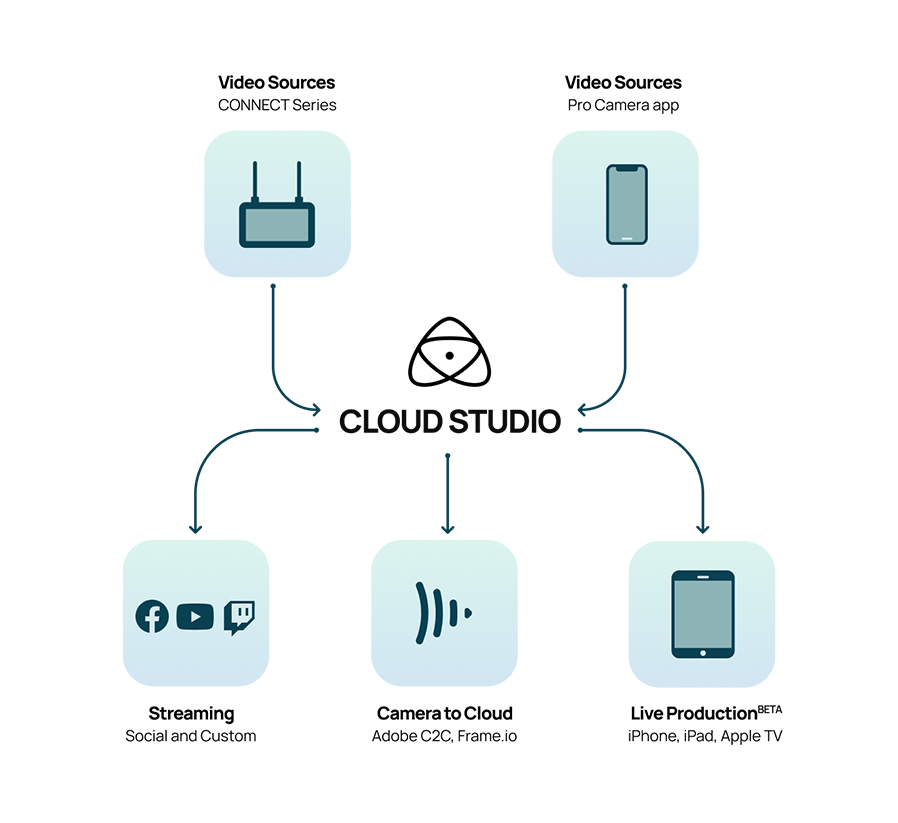 Video Sources
CONNECT Series
Video Sources
Pro Camera app
CLOUD STUDIO
Streaming
Social and Custom
Camera to Cloud
Adobe C2C, Frame.io
Live Production BETA
iPhone, iPad, Apple TV